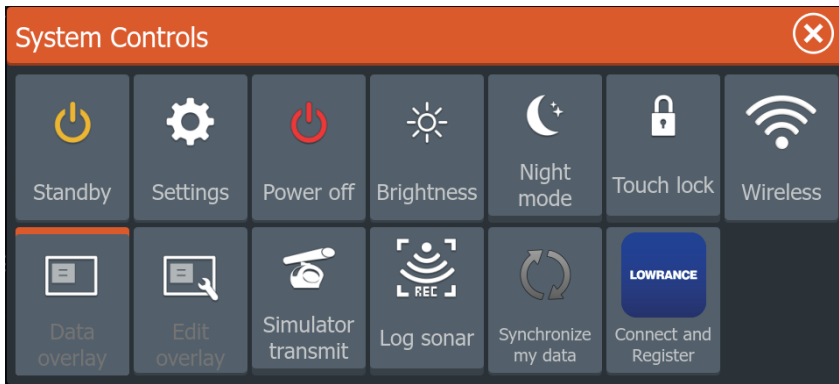 System Controls
Standby
Settings
Power off
Brightness
Night
mode
Touch lock
Wireless
Data
overlay
Edit
overlay
Simulator
transmit
REC
Log sonar
Synchronize
my data
LOWRANCE
Connect and
Register